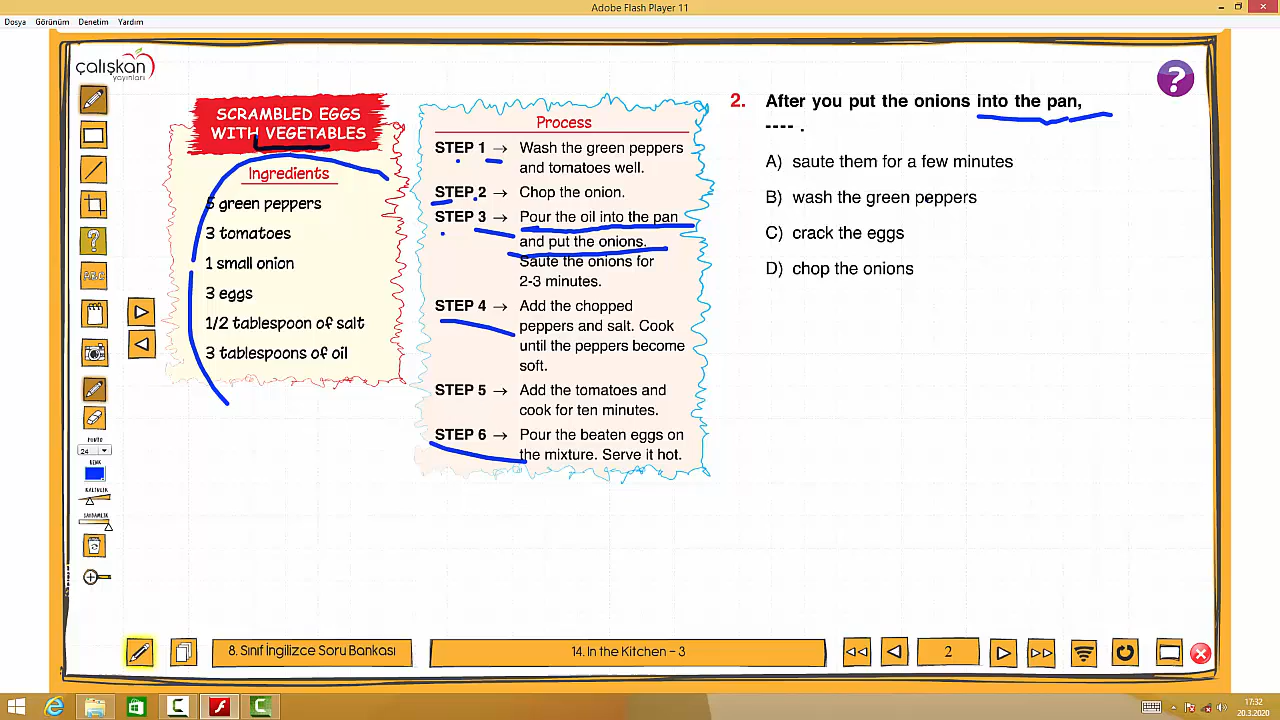 Adobe Flash Player 11
Dosya Görünüm Denetim Yardım
çalışkan
yayınları
SCRAMBLED EGGS
WITH VEGETABLES
Ingredients
5 green peppers
3 tomatoes
1 small onion
3 eggs
1/2 tablespoon of salt
3 tablespoons of oil
Process
STEP 1 → Wash the green peppers
and tomatoes well.
STEP 2 → Chop the onion.
STEP 3 → Pour the oil into the pan
and put the onions.
Saute the onions for
2-3 minutes.
STEP 4 → Add the chopped
peppers and salt. Cook
until the peppers become
soft.
STEP 5 → Add the tomatoes and
cook for ten minutes.
STEP 6 → Pour the beaten eggs on
the mixture. Serve it hot.
2. After you put the onions into the pan,
---- .
A) saute them for a few minutes
B) wash the green peppers
C) crack the eggs
D) chop the onions
?
?
ABC
PUNTO
24
RENK
KALINLIK
SAYDAMLIK
8. Sınıf İngilizce Soru Bankası
14. In the Kitchen – 3
2
17:32
20.3.2020